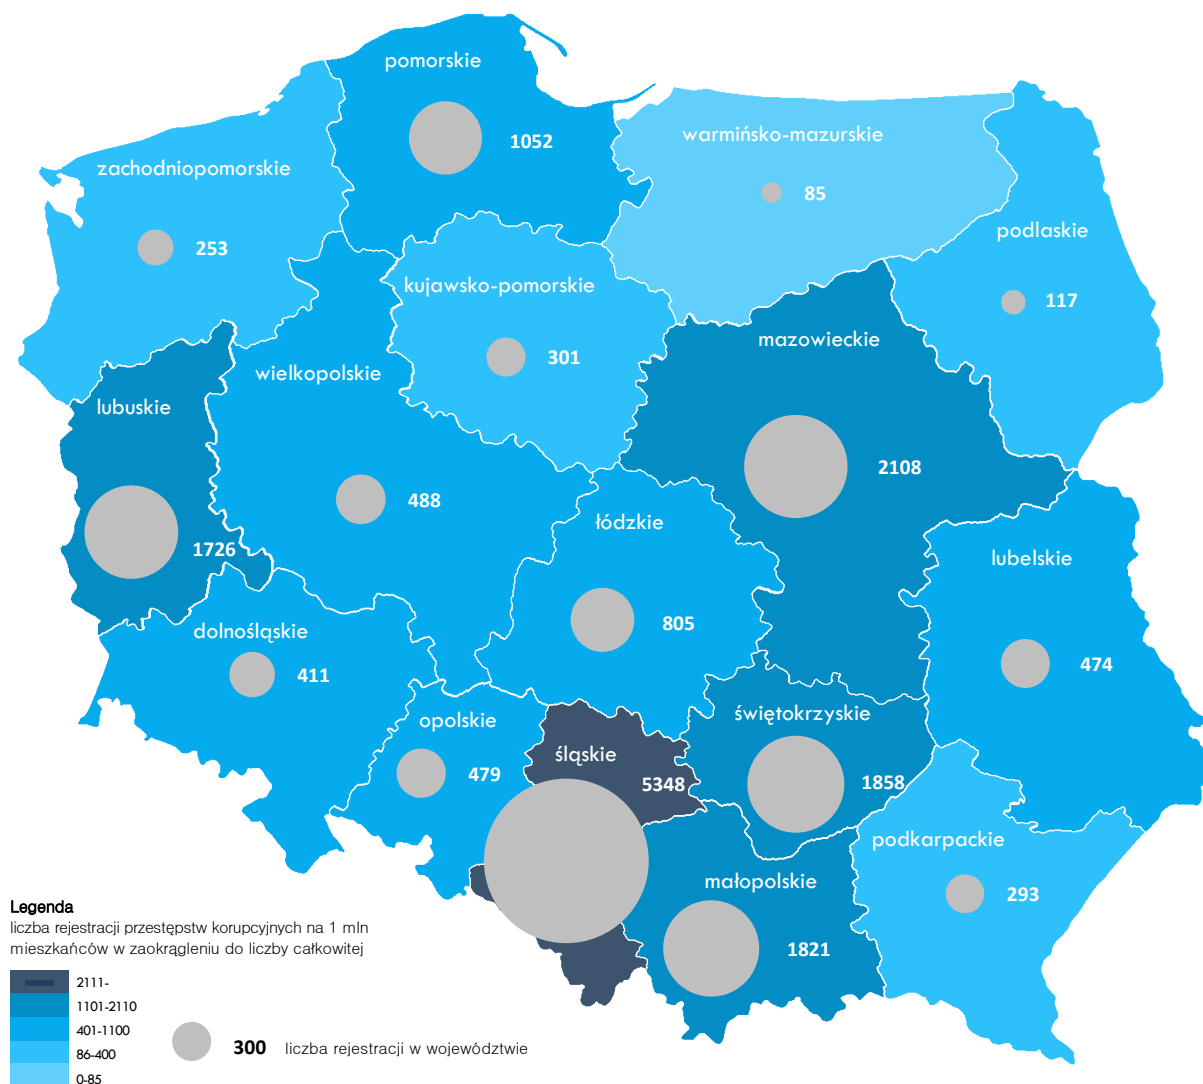 pomorskie
1052
warmińsko-mazurskie
85
zachodniopomorskie
253
podlaskie
117
kujawsko-pomorskie
301
mazowieckie
2108
wielkopolskie
488
lubuskie
1726
łódzkie
805
lubelskie
474
dolnośląskie
411
opolskie
479
śląskie
5348
świętokrzyskie
1858
podkarpackie
293
małopolskie
1821
Legenda
liczba rejestracji przestępstw korupcyjnych na 1 mln
mieszkańców w zaokrągleniu do liczby całkowitej
2111-
1101-2110
401-1100
86-400
0-85
300 liczba rejestracji w województwie